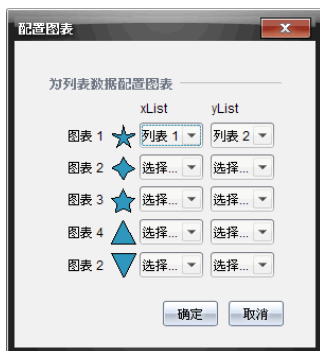 配置图表
为列表数据配置图表
xList yList
图表 1 列表 1 列表 2
图表 2 选择... 选择...
图表 3 选择... 选择...
图表 4 选择... 选择...
图表 2 选择... 选择...
确定 取消